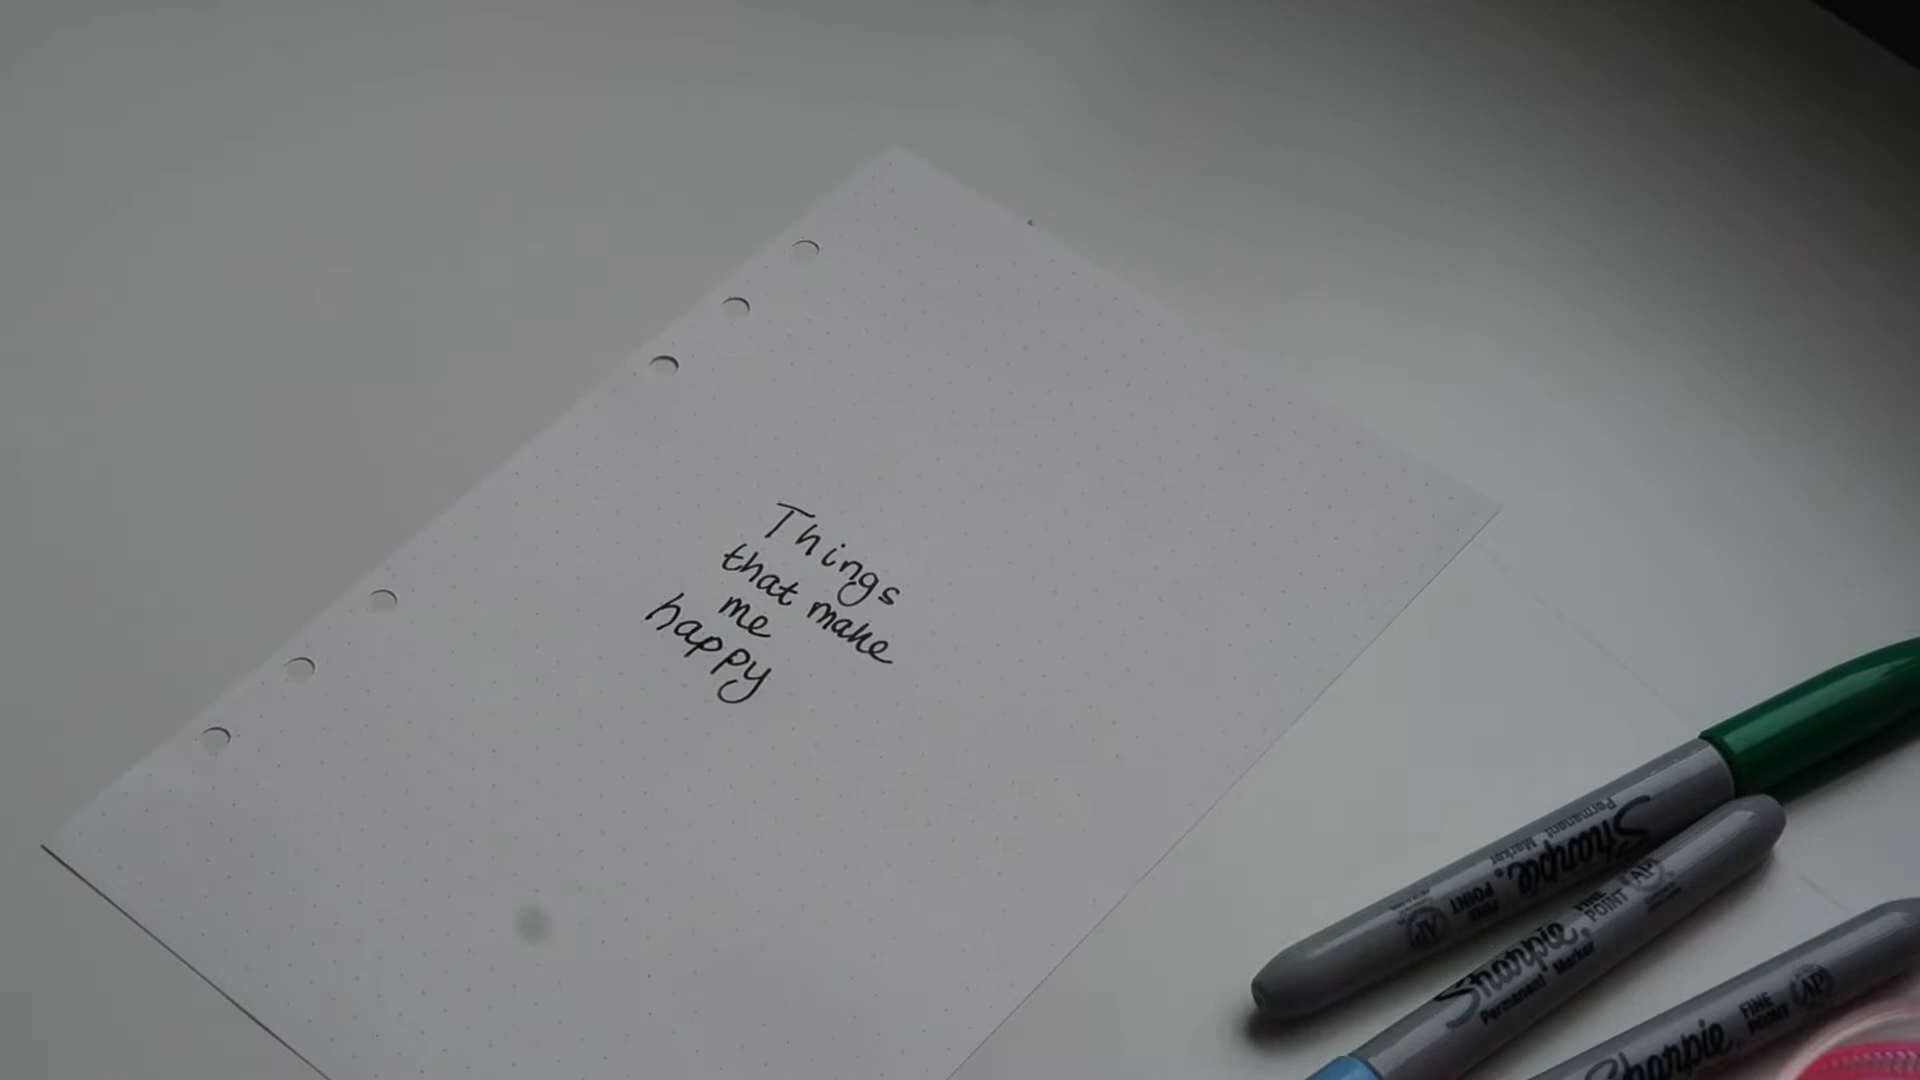 Things
that make
me
happy
Sharpie.
Permanent Marker
FINE POINT
AP
Sharpie.
Permanent Marker
FINE POINT
AP
Sharpie.
FINE POINT
AP